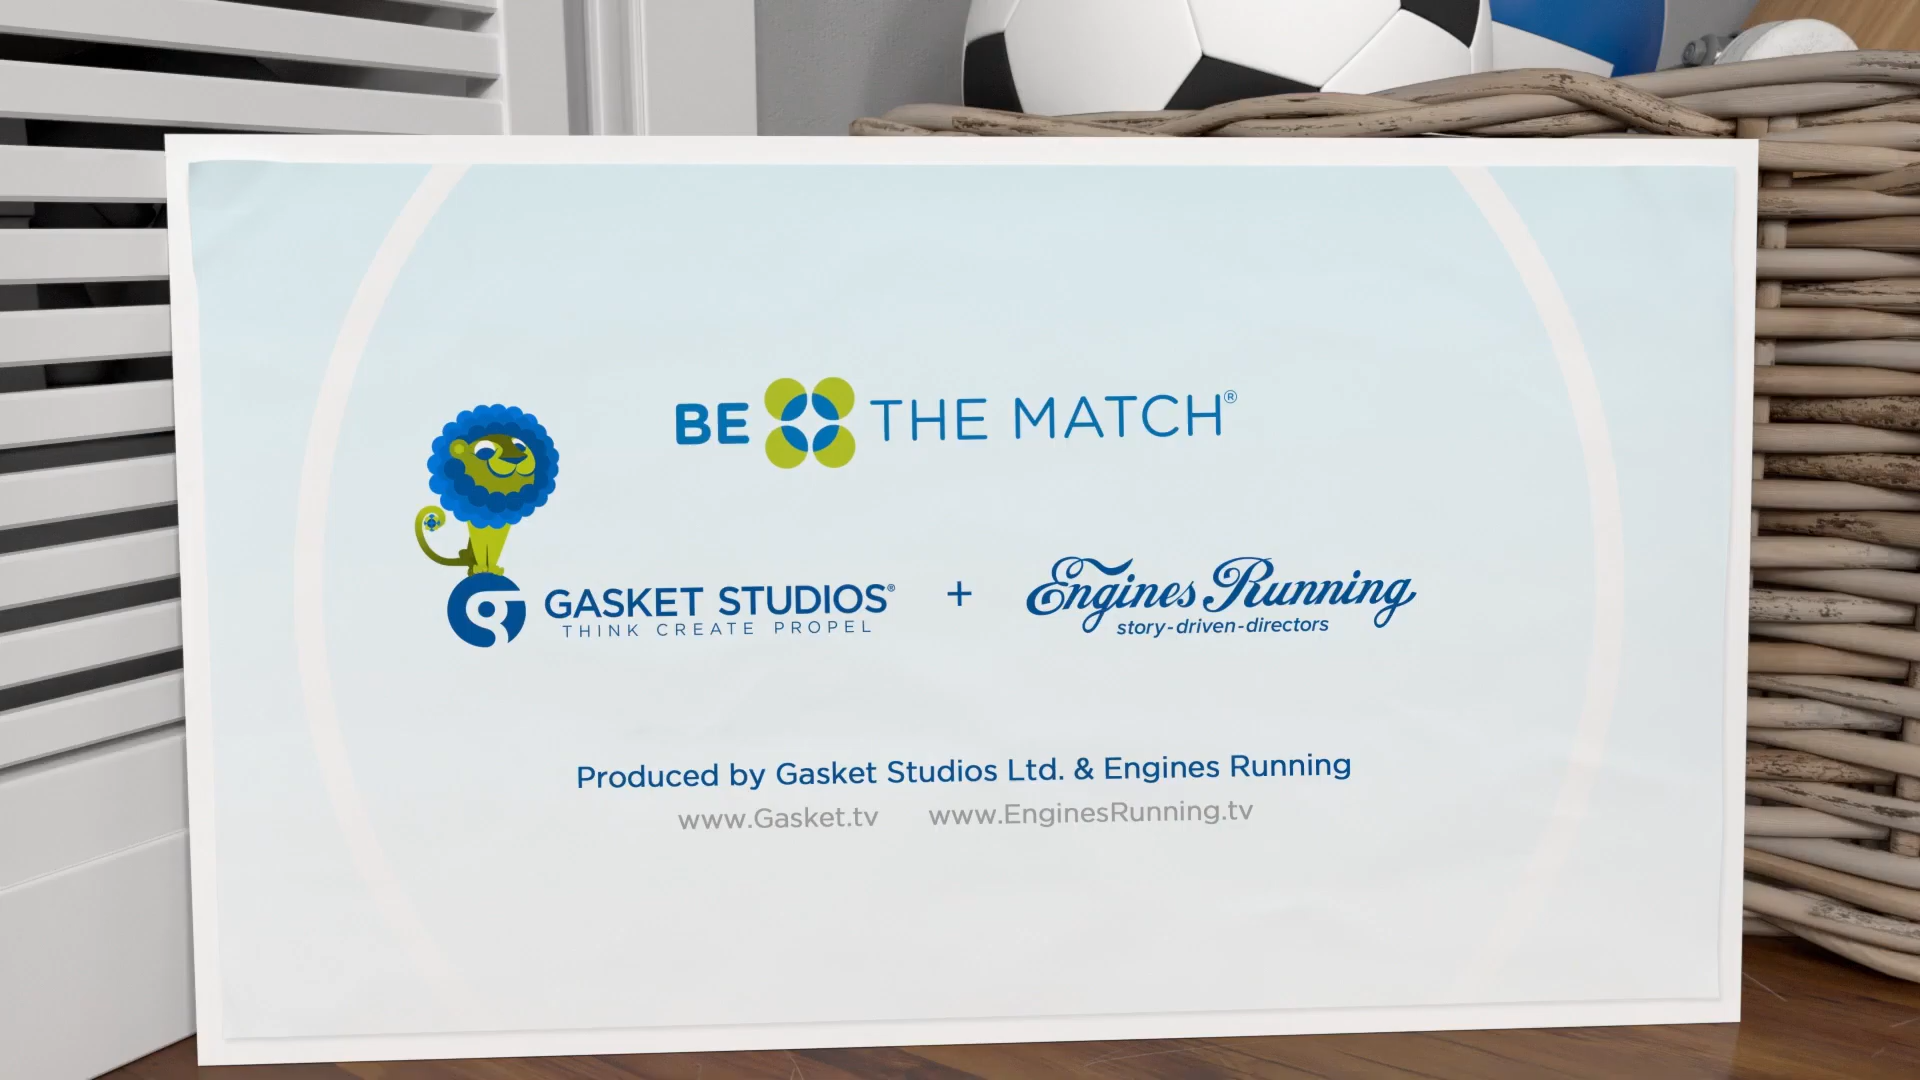 BE THE MATCH®
GASKET STUDIOS®
THINK CREATE PROPEL
+
Engines Running
story-driven-directors
Produced by Gasket Studios Ltd. & Engines Running
www.Gasket.tv www.EnginesRunning.tv